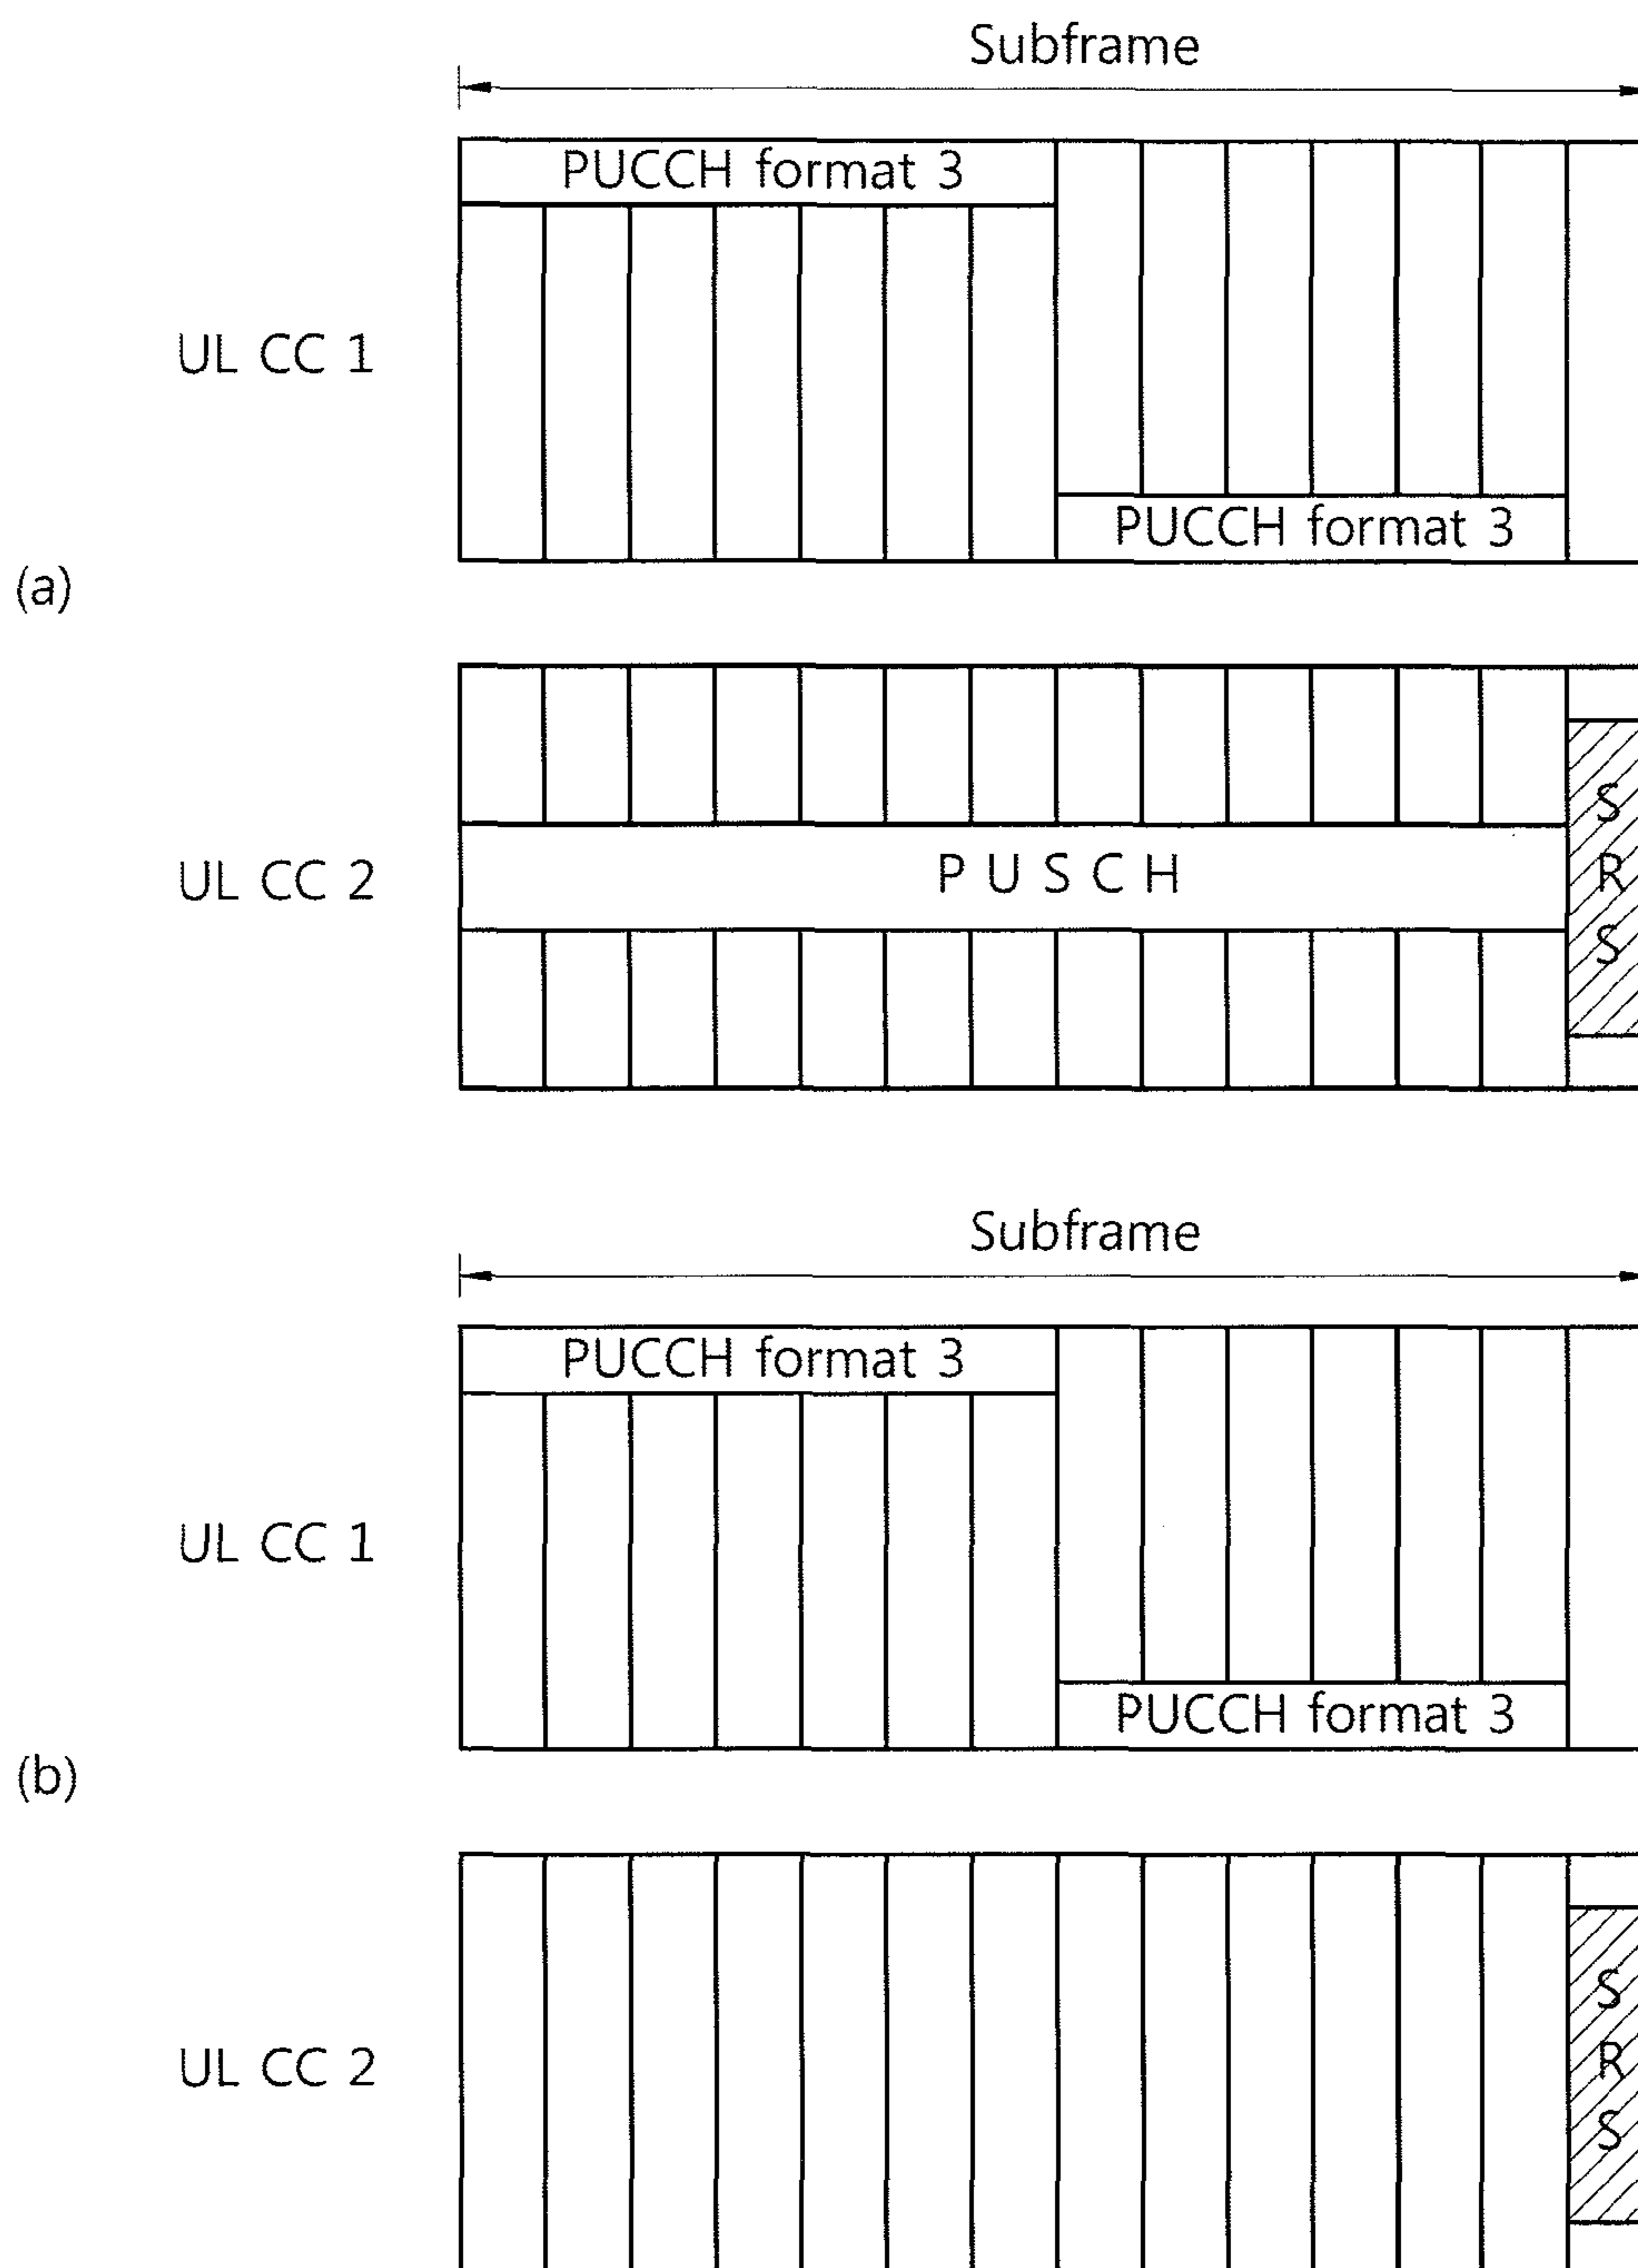 Subframe
PUCCH format 3
UL CC 1
PUCCH format 3
(a)
UL CC 2
PUSCH
SRS
Subframe
PUCCH format 3
UL CC 1
PUCCH format 3
(b)
UL CC 2
SRS